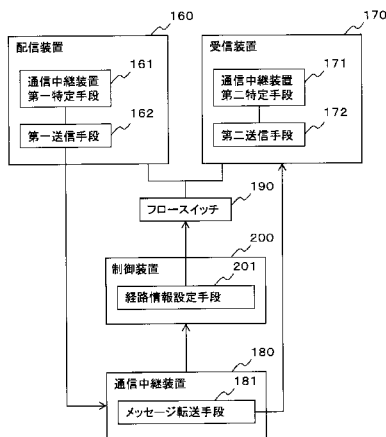 160
配信装置
161
通信中継装置
第一特定手段
162
第一送信手段
170
受信装置
171
通信中継装置
第二特定手段
172
第二送信手段
190
フロースイッチ
200
制御装置
201
経路情報設定手段
180
通信中継装置
181
メッセージ転送手段